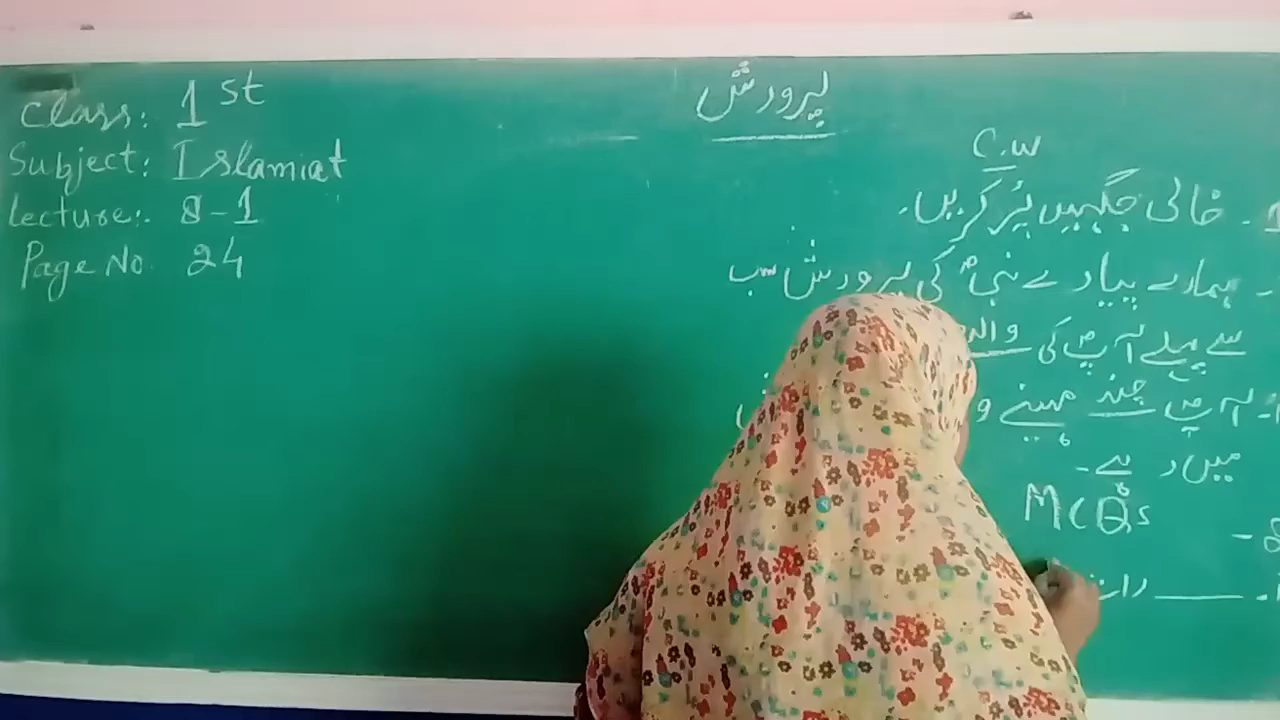 Class: 1st
Subject: Islamiat
Lecture: 8-1
Page No. 24
پرورش
C.W
1۔ خالی جگہیں پُر کریں۔
۔ ہمارے پیارے نبیؐ کی پرورش سب
سے پہلے آپؐ کی
۔ آپؐ چند مہینے
میں رہے۔
MCQs